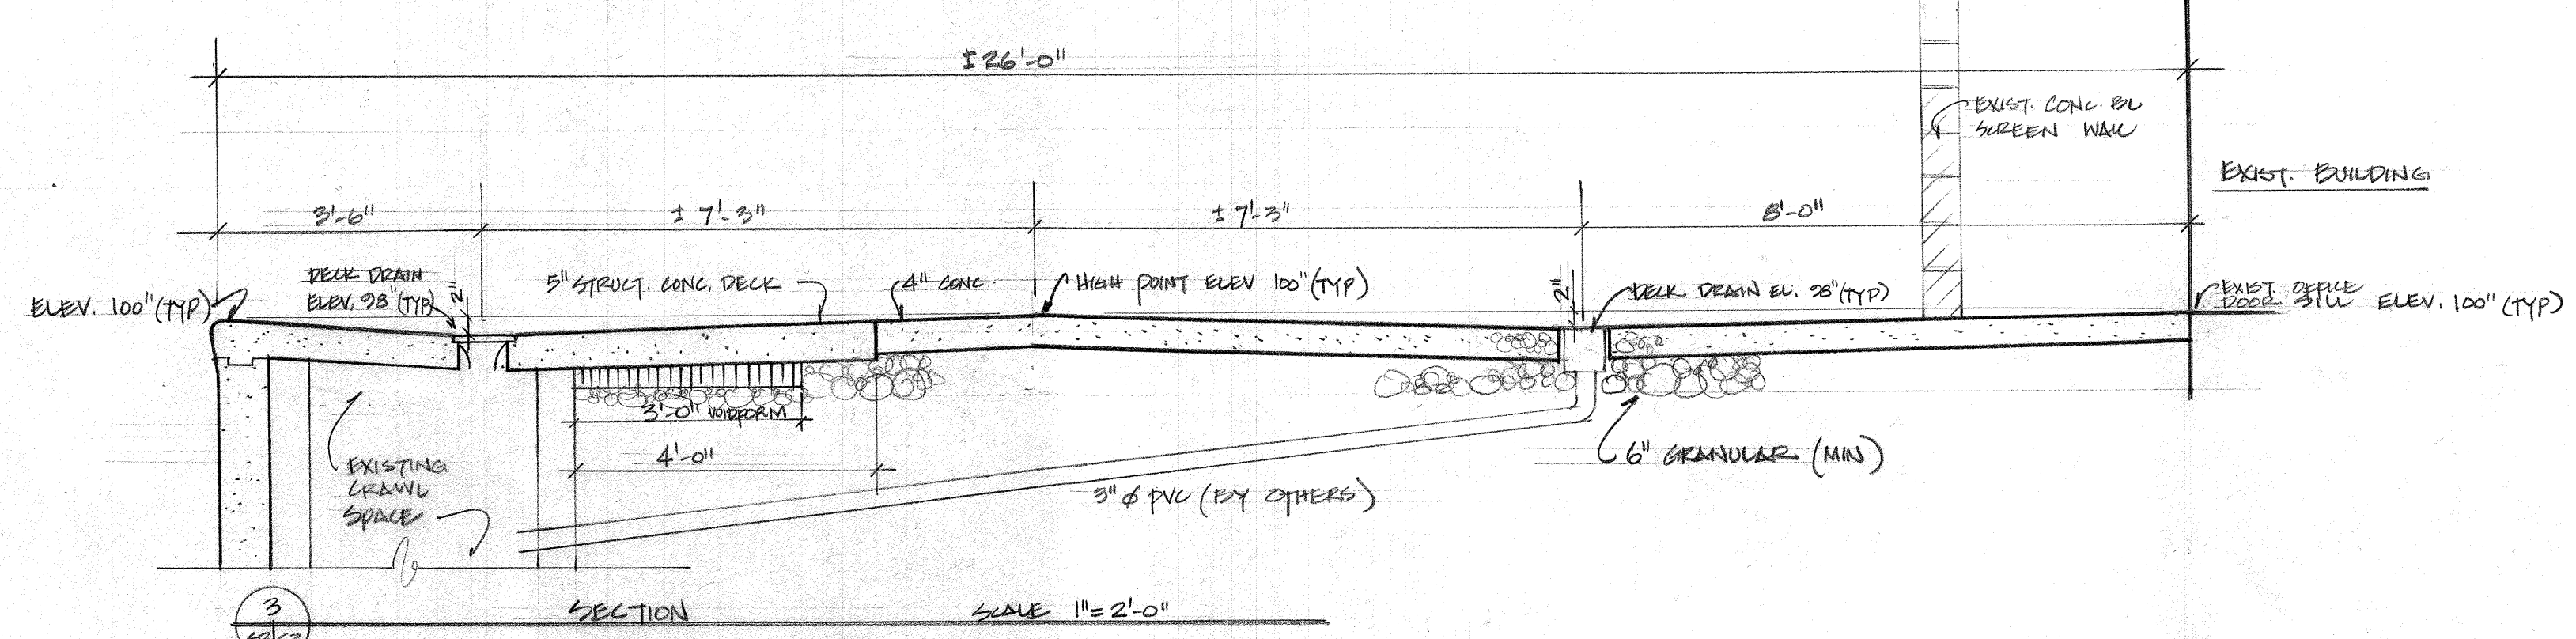 ± 26'-0"
EXIST. CONC. BL
SCREEN WALL
EXIST. BUILDING
3'-6"
± 7'-3"
± 7'-3"
8'-0"
DECK DRAIN
ELEV. 98" (TYP)
2"
5" STRUCT. CONC. DECK
4" CONC
HIGH POINT ELEV 100" (TYP)
2"
DECK DRAIN EL. 98" (TYP)
EXIST OFFICE
DOOR SILL
ELEV. 100" (TYP)
ELEV. 100" (TYP)
3'-0" VOIDFORM
4'-0"
6" GRANULAR (MIN)
EXISTING
CRAWL
SPACE
3" φ PVC (BY OTHERS)
3
SECTION
SCALE 1" = 2'-0"